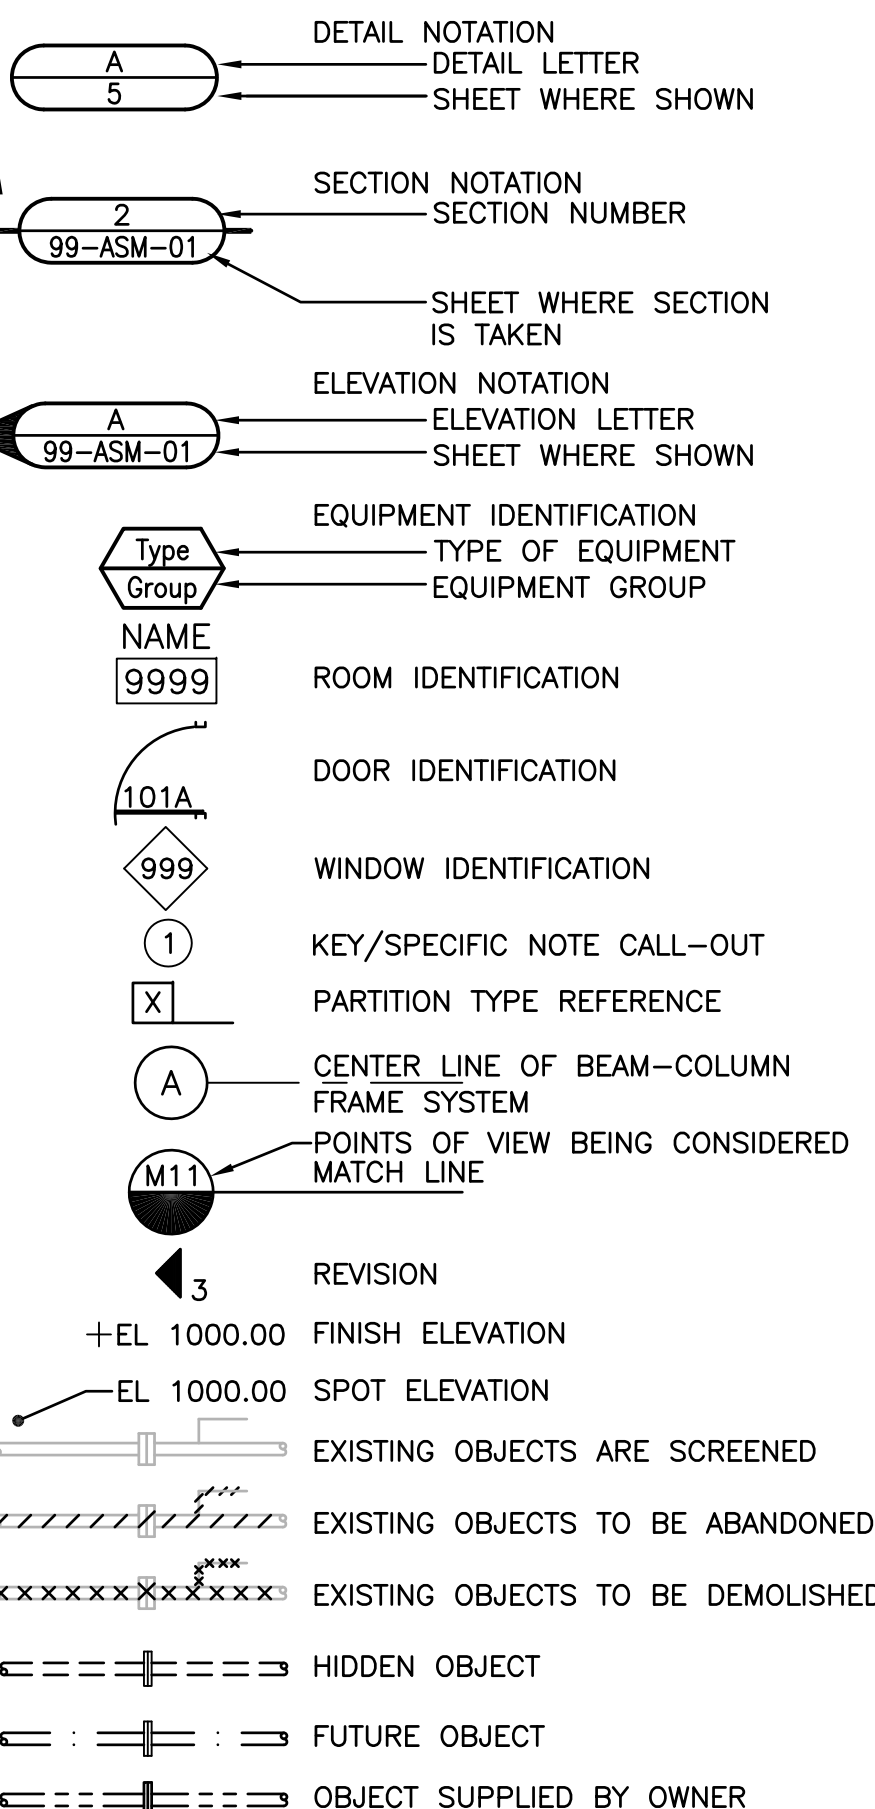 DETAIL NOTATION
A
DETAIL LETTER
5
SHEET WHERE SHOWN
SECTION NOTATION
2
SECTION NUMBER
99-ASM-01
SHEET WHERE SECTION
IS TAKEN
ELEVATION NOTATION
A
ELEVATION LETTER
99-ASM-01
SHEET WHERE SHOWN
EQUIPMENT IDENTIFICATION
Type
TYPE OF EQUIPMENT
Group
EQUIPMENT GROUP
NAME
9999
ROOM IDENTIFICATION
DOOR IDENTIFICATION
101A
999
WINDOW IDENTIFICATION
1
KEY/SPECIFIC NOTE CALL-OUT
X
PARTITION TYPE REFERENCE
CENTER LINE OF BEAM-COLUMN
A
FRAME SYSTEM
POINTS OF VIEW BEING CONSIDERED
M11
MATCH LINE
REVISION
3
+EL 1000.00 FINISH ELEVATION
EL 1000.00 SPOT ELEVATION
EXISTING OBJECTS ARE SCREENED
EXISTING OBJECTS TO BE ABANDONED
EXISTING OBJECTS TO BE DEMOLISHED
HIDDEN OBJECT
FUTURE OBJECT
OBJECT SUPPLIED BY OWNER